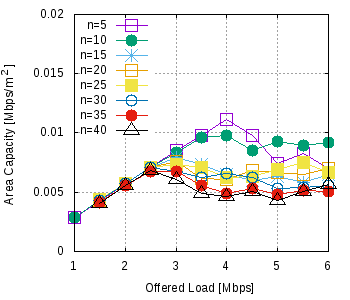 0.02
0.015
0.01
0.005
0
Area Capacity [Mbps/m²]
n=5
n=10
n=15
n=20
n=25
n=30
n=35
n=40
1 2 3 4 5 6
Offered Load [Mbps]